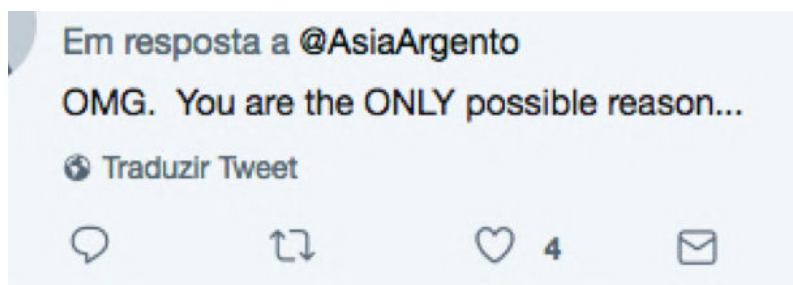 Em resposta a @AsiaArgento
OMG.  You are the ONLY possible reason...
Traduzir Tweet
4